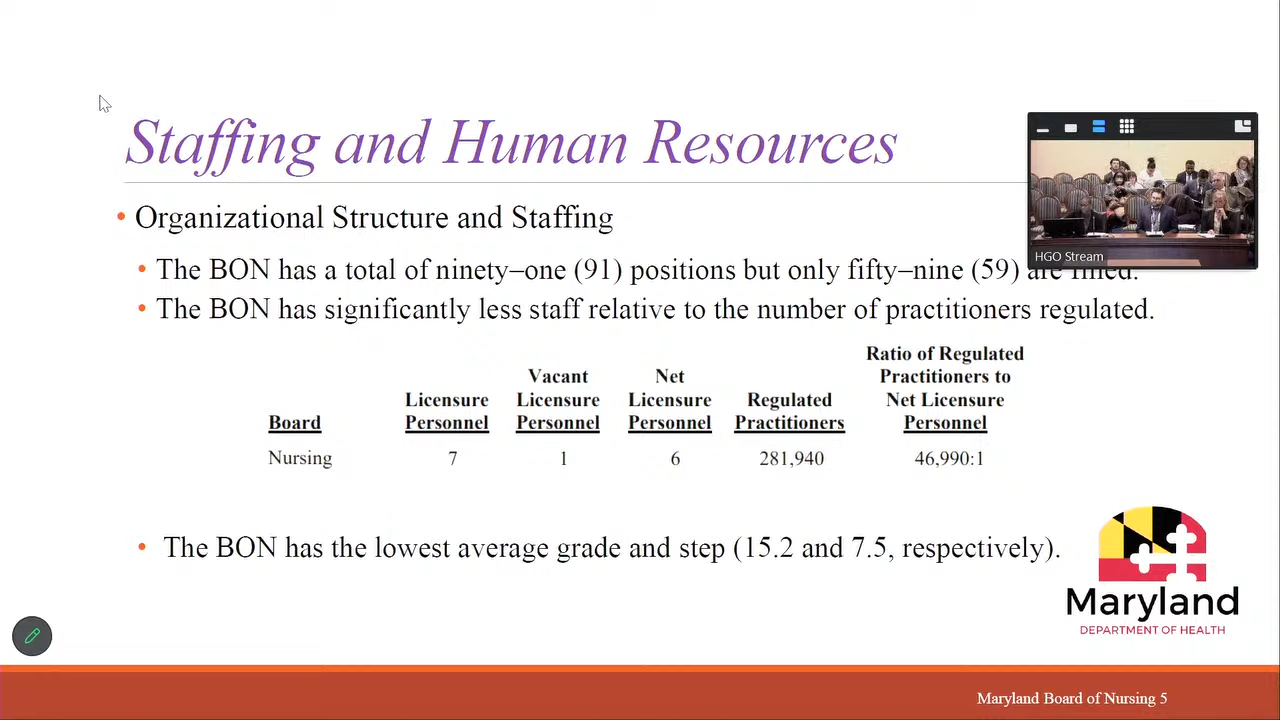 Staffing and Human Resources
• Organizational Structure and Staffing
HGO Stream
• The BON has a total of ninety–one (91) positions but only fifty–nine (59) are filled.
• The BON has significantly less staff relative to the number of practitioners regulated.
Ratio of Regulated
Vacant Net Practitioners to
Licensure Licensure Licensure Regulated Net Licensure
Board Personnel Personnel Personnel Practitioners Personnel
Nursing 7 1 6 281,940 46,990:1
• The BON has the lowest average grade and step (15.2 and 7.5, respectively).
Maryland
DEPARTMENT OF HEALTH
Maryland Board of Nursing 5